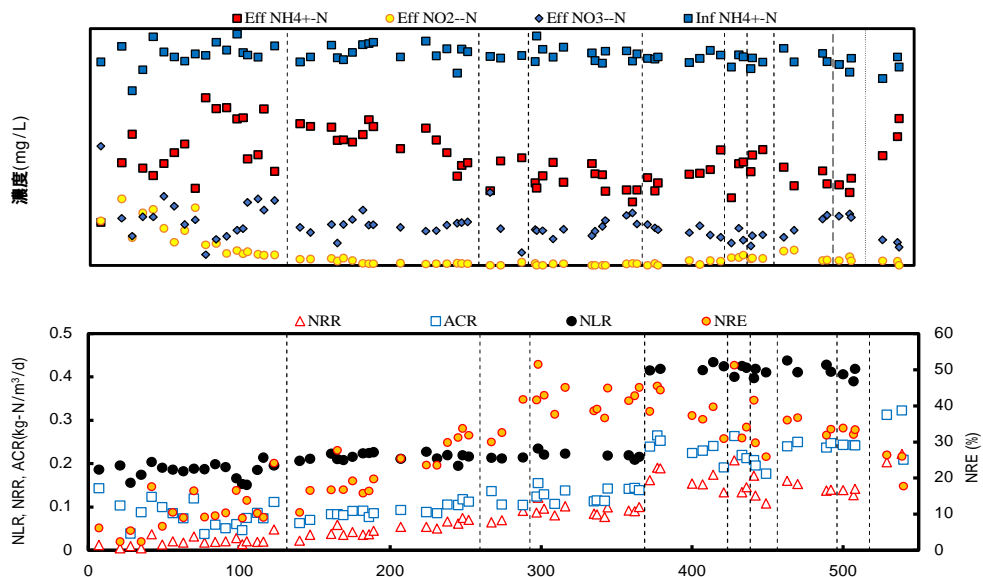 Eff NH4+-N Eff NO2--N Eff NO3--N Inf NH4+-N
濃度(mg/L)
NRR ACR NLR NRE
0.5 60
50
0.4
40
0.3
30
0.2
20
0.1
10
0 0
0 100 200 300 400 500
NLR, NRR, ACR(kg-N/m³/d)
NRE (%)